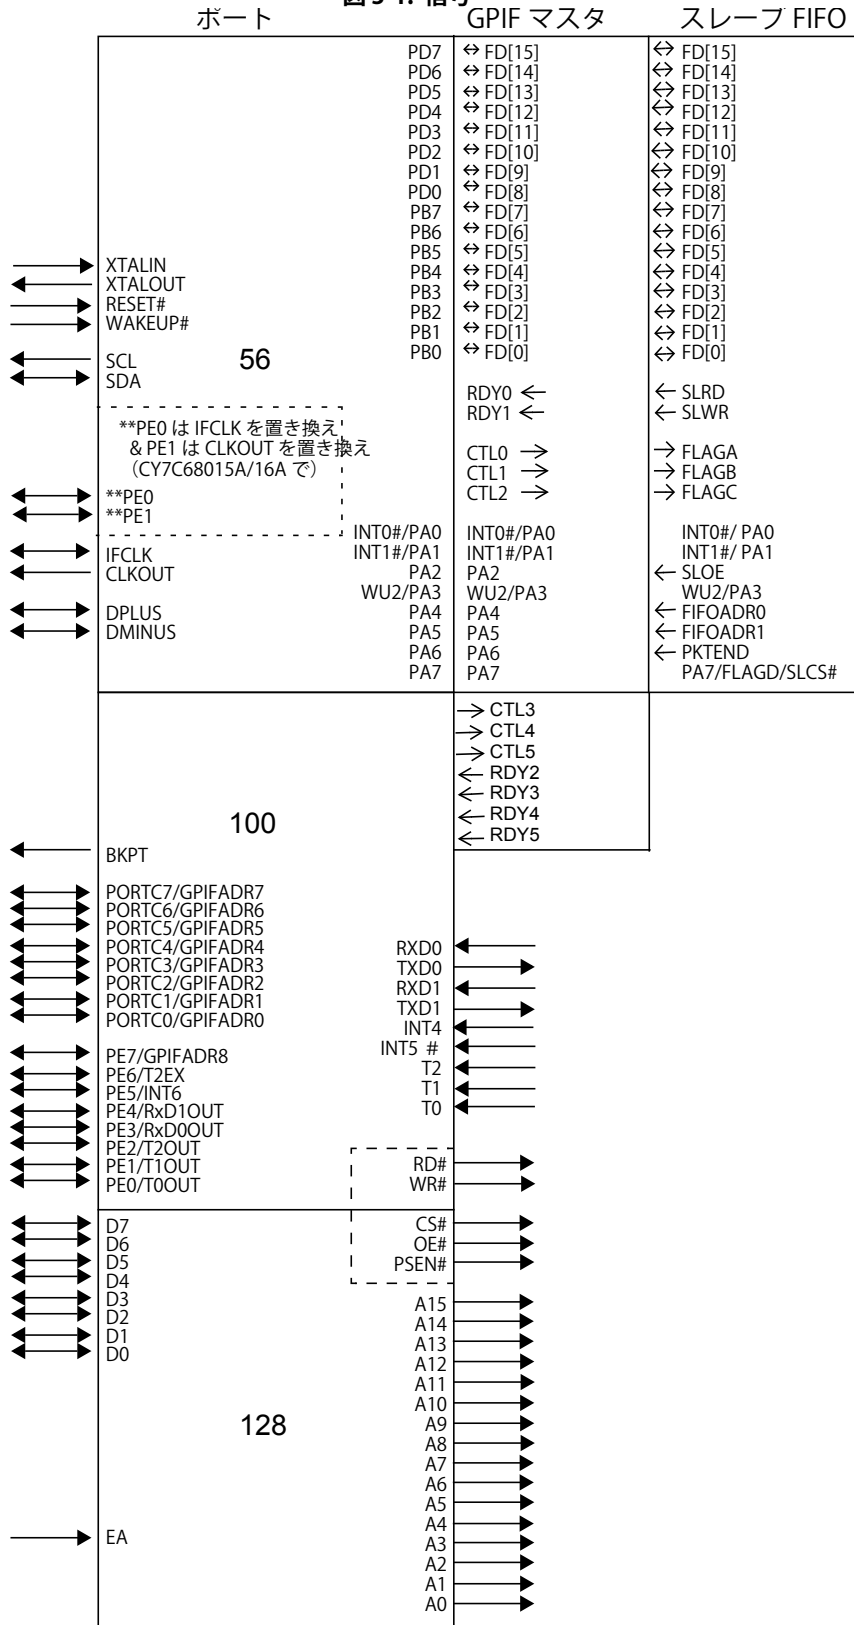 ポート GPIF マスタ スレーブ FIFO
PD7 FD[15] FD[15]
PD6 FD[14] FD[14]
PD5 FD[13] FD[13]
PD4 FD[12] FD[12]
PD3 FD[11] FD[11]
PD2 FD[10] FD[10]
PD1 FD[9] FD[9]
PD0 FD[8] FD[8]
PB7 FD[7] FD[7]
PB6 FD[6] FD[6]
PB5 FD[5] FD[5]
PB4 FD[4] FD[4]
PB3 FD[3] FD[3]
PB2 FD[2] FD[2]
PB1 FD[1] FD[1]
PB0 FD[0] FD[0]
XTALIN
XTALOUT
RESET#
WAKEUP#
SCL
SDA
56
RDY0 SLRD
RDY1 SLWR
**PE0 は IFCLK を置き換え
& PE1 は CLKOUT を置き換え
（CY7C68015A/16A で）
CTL0 FLAGA
CTL1 FLAGB
CTL2 FLAGC
**PE0
**PE1
IFCLK
CLKOUT
DPLUS
DMINUS
INT0#/PA0 INT0#/PA0 INT0#/ PA0
INT1#/PA1 INT1#/PA1 INT1#/ PA1
PA2 PA2 SLOE
WU2/PA3 WU2/PA3 WU2/PA3
PA4 PA4 FIFOADR0
PA5 PA5 FIFOADR1
PA6 PA6 PKTEND
PA7 PA7 PA7/FLAGD/SLCS#
CTL3
CTL4
CTL5
RDY2
RDY3
RDY4
RDY5
100
BKPT
PORTC7/GPIFADR7
PORTC6/GPIFADR6
PORTC5/GPIFADR5
PORTC4/GPIFADR4
PORTC3/GPIFADR3
PORTC2/GPIFADR2
PORTC1/GPIFADR1
PORTC0/GPIFADR0
PE7/GPIFADR8
PE6/T2EX
PE5/INT6
PE4/RxD1OUT
PE3/RxD0OUT
PE2/T2OUT
PE1/T1OUT
PE0/T0OUT
RXD0
TXD0
RXD1
TXD1
INT4
INT5 #
T2
T1
T0
RD#
WR#
CS#
OE#
PSEN#
D7
D6
D5
D4
D3
D2
D1
D0
A15
A14
A13
A12
A11
A10
A9
A8
A7
A6
A5
A4
A3
A2
A1
A0
128
EA